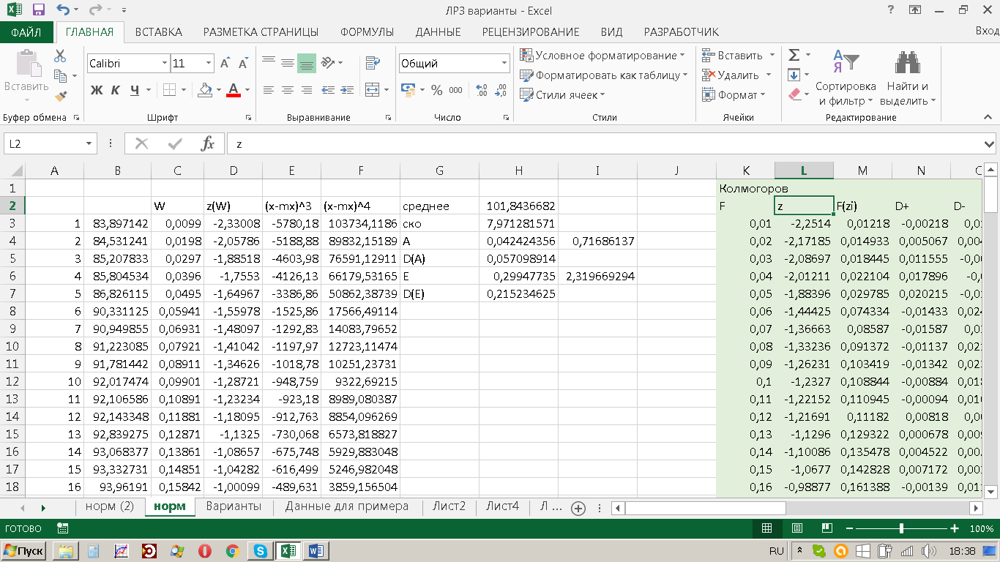 ЛР3 варианты - Excel
ФАЙЛ ГЛАВНАЯ ВСТАВКА РАЗМЕТКА СТРАНИЦЫ ФОРМУЛЫ ДАННЫЕ РЕЦЕНЗИРОВАНИЕ ВИД РАЗРАБОТЧИК Вход
Вставить Calibri 11 Общий Условное форматирование Вставить Сортировка и фильтр Найти и выделить
Ж К Ч А % 000 Форматировать как таблицу Удалить
Стили ячеек Формат
Буфер обмена Шрифт Выравнивание Число Стили Ячейки Редактирование
L2 fx z
A B C D E F G H I J K L M N
1 Колмогоров
2 W z(W) (x-mx)^3 (x-mx)^4 среднее 101,8436682 F z F(zi) D+ D-
3 1 83,897142 0,0099 -2,33008 -5780,18 103734,1186 ско 7,971281571 0,01 -2,2514 0,01218 -0,00218
4 2 84,531241 0,0198 -2,05786 -5188,88 89832,15189 А 0,042424356 0,71686137 0,02 -2,17185 0,014933 0,005067
5 3 85,207833 0,0297 -1,88518 -4603,98 76591,12911 D(A) 0,057098914 0,03 -2,08697 0,018445 0,011555
6 4 85,804534 0,0396 -1,7553 -4126,13 66179,53165 E 0,29947735 2,319669294 0,04 -2,01211 0,022104 0,017896
7 5 86,826115 0,0495 -1,64967 -3386,86 50862,38739 D(E) 0,215234625 0,05 -1,88396 0,029785 0,020215
8 6 90,331125 0,05941 -1,55978 -1525,86 17566,49114 0,06 -1,44425 0,074334 -0,01433
9 7 90,949855 0,06931 -1,48097 -1292,83 14083,79652 0,07 -1,36663 0,08587 -0,01587
10 8 91,223085 0,07921 -1,41042 -1197,97 12723,11474 0,08 -1,33236 0,091372 -0,01137
11 9 91,781442 0,08911 -1,34626 -1018,78 10251,23731 0,09 -1,26231 0,103419 -0,01342
12 10 92,017474 0,09901 -1,28721 -948,759 9322,69215 0,1 -1,2327 0,108844 -0,00884
13 11 92,106586 0,10891 -1,23234 -923,18 8989,080387 0,11 -1,22152 0,110945 -0,00094
14 12 92,143348 0,11881 -1,18095 -912,763 8854,096269 0,12 -1,21691 0,11182 0,00818
15 13 92,839275 0,12871 -1,1325 -730,068 6573,818827 0,13 -1,1296 0,129322 0,000678
16 14 93,068377 0,13861 -1,08657 -675,748 5929,883048 0,14 -1,10086 0,135478 0,004522
17 15 93,332731 0,14851 -1,04282 -616,499 5246,982048 0,15 -1,0677 0,142828 0,007172
18 16 93,96191 0,15842 -1,00099 -489,631 3859,156504 0,16 -0,98877 0,161388 -0,00139
норм (2) норм Варианты Данные для примера Лист2 Лист4 Л ...
ГОТОВО 100%
Пуск RU 18:38